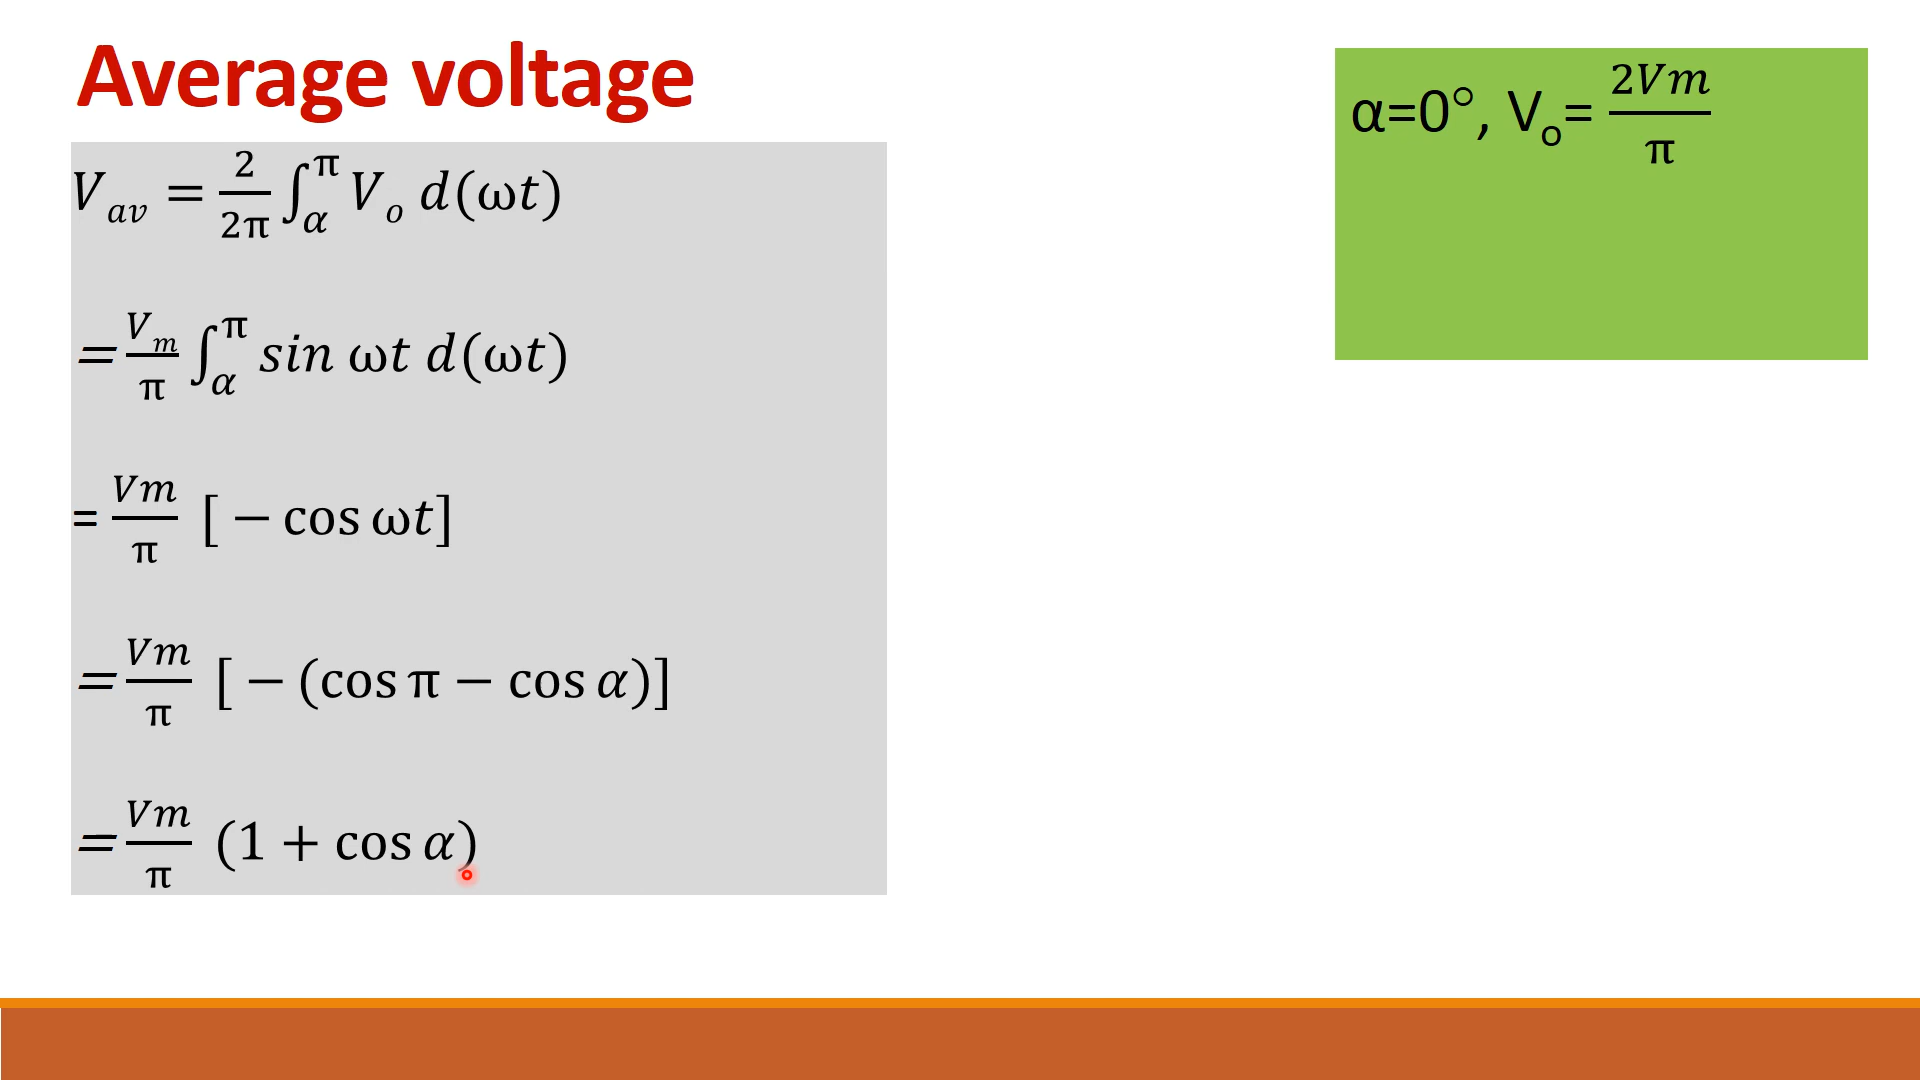 Average voltage
V_av = 2/2π ∫_α^π V_o d(ωt)
= V_m/π ∫_α^π sin ωt d(ωt)
= Vm/π [ − cos ωt]
= Vm/π [ − (cos π − cos α)]
= Vm/π (1 + cos α)
α=0°, V_o= 2Vm/π